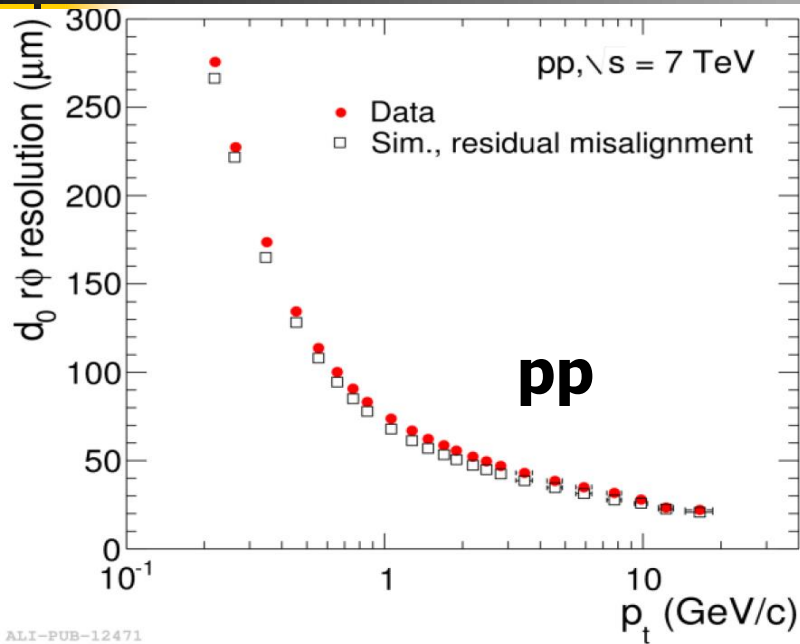 300
250
200
150
100
50
0
d₀ rϕ resolution (μm)
pp,√s = 7 TeV
Data
Sim., residual misalignment
pp
10⁻¹
1
10
pₜ (GeV/c)
ALI-PUB-12471